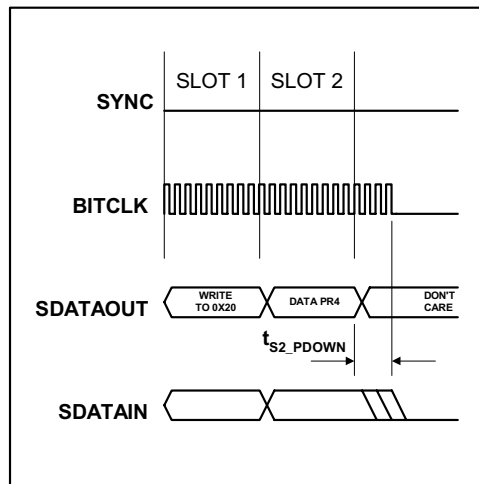 SLOT 1 SLOT 2
SYNC
BITCLK
SDATAOUT
WRITE
TO 0X20
DATA PR4
DON'T
CARE
tS2_PDOWN
SDATAIN